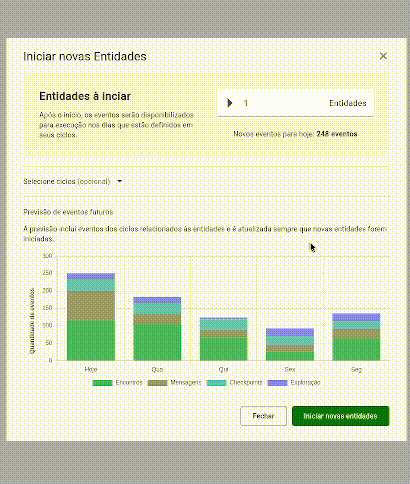 Iniciar novas Entidades
Entidades à inciar
Após o início, os eventos serão disponibilizados
para execução nos dias que estão definidos em
seus ciclos.
1 Entidades
Novos eventos para hoje: 248 eventos
Selecione ciclos (opcional)
Previsão de eventos futuros
A previsão inclui eventos dos ciclos relacionados às entidades e é atualizada sempre que novas entidades forem
iniciadas.
Quantidade de eventos
300
250
200
150
100
50
0
Hoje Qua Qui Sex Seg
Encontros Mensagens Checkpoints Exploração
Fechar Iniciar novas entidades